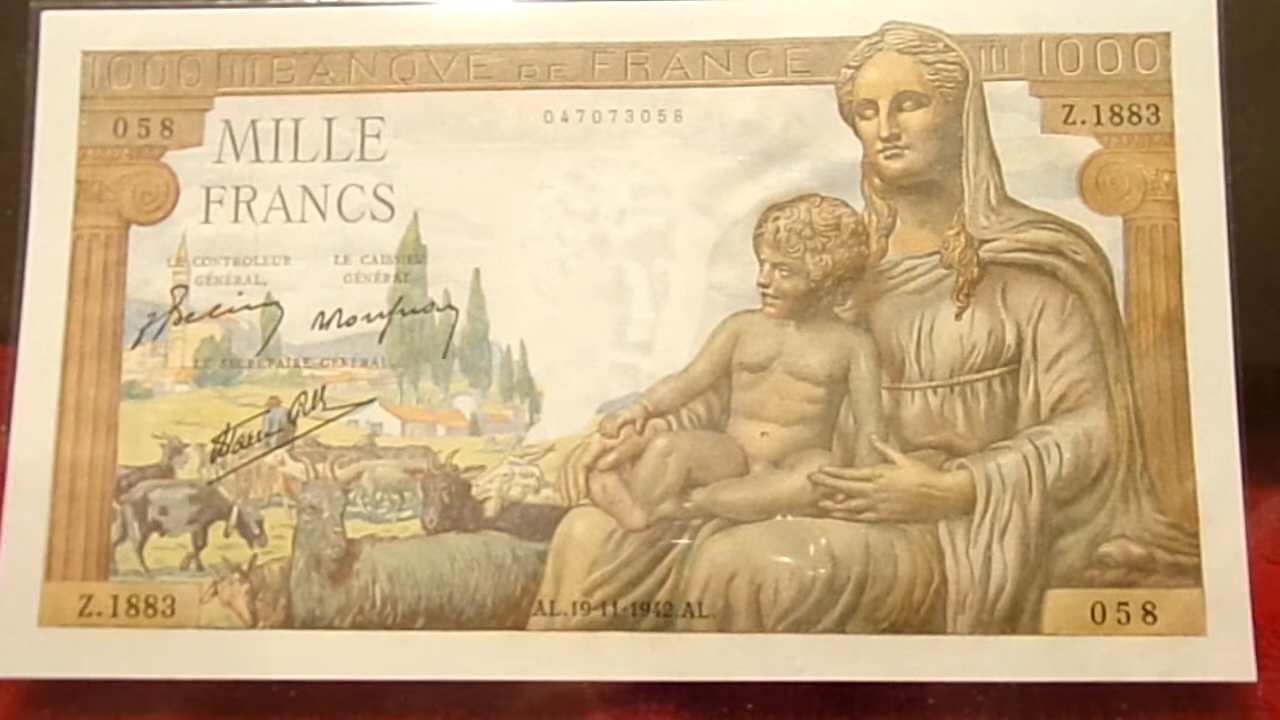 1000 BANQVE DE FRANCE 1000
058 047073058 Z.1883
MILLE
FRANCS
LE CONTROLEUR LE CAISSIER
GÉNÉRAL, GÉNÉRAL
LE SECRÉTAIRE GÉNÉRAL,
Z.1883 AL.19-11-1942.AL. 058